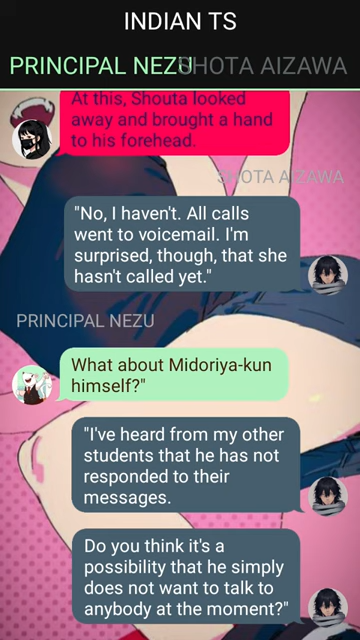 INDIAN TS
PRINCIPAL NEZU
SHOTA AIZAWA
At this, Shouta looked
away and brought a hand
to his forehead.
SHOTA AIZAWA
"No, I haven't. All calls
went to voicemail. I'm
surprised, though, that she
hasn't called yet."
PRINCIPAL NEZU
What about Midoriya-kun
himself?"
"I've heard from my other
students that he has not
responded to their
messages.
Do you think it's a
possibility that he simply
does not want to talk to
anybody at the moment?"